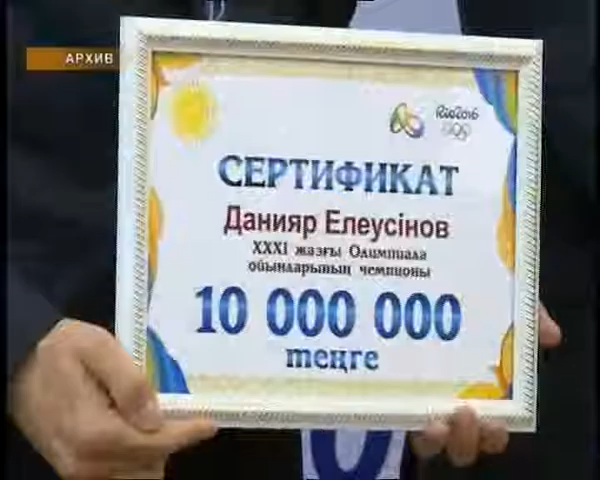 АРХИВ
Rio2016
СЕРТИФИКАТ
Данияр Елеусінов
XXXI жазғы Олимпиада
ойындарының чемпионы
10 000 000
теңге